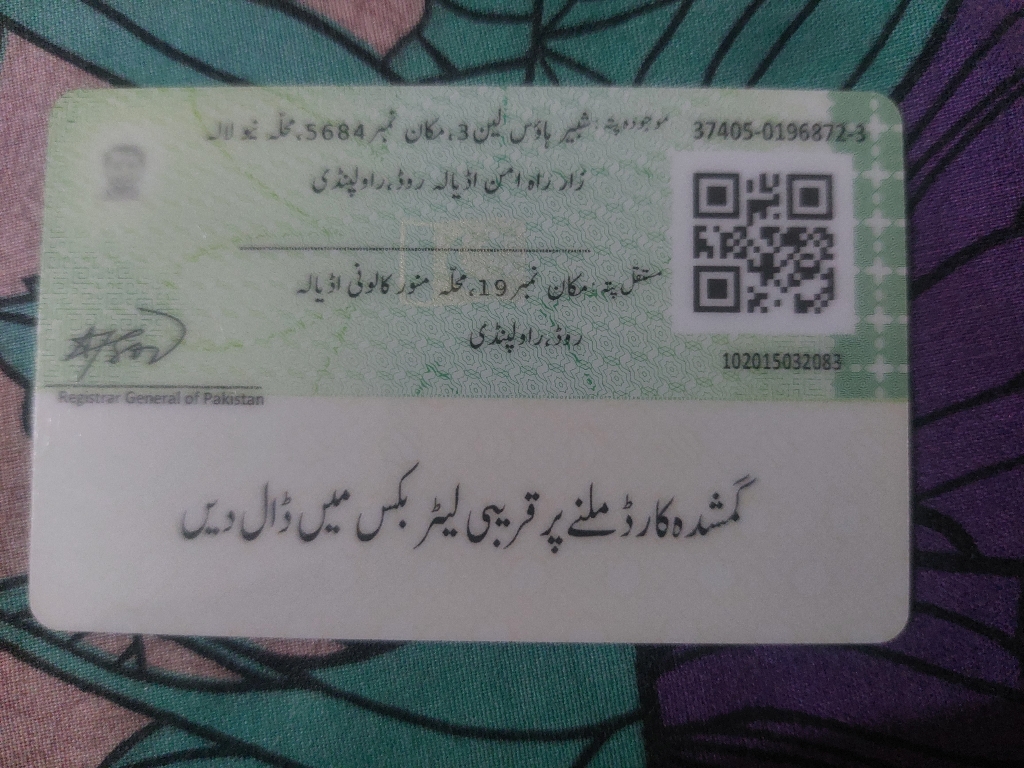 موجودہ پتہ: شبیر ہاؤس لین 3، مکان نمبر 5684، محلہ نیو لالہ
زار راہ امن اڈیالہ روڈ، راولپنڈی
37405-0196872-3
مستقل پتہ: مکان نمبر 19، محلّہ منور کالونی اڈیالہ
روڈ، راولپنڈی
102015032083
Registrar General of Pakistan
گمشدہ کارڈ ملنے پر قریبی لیٹر بکس میں ڈال دیں